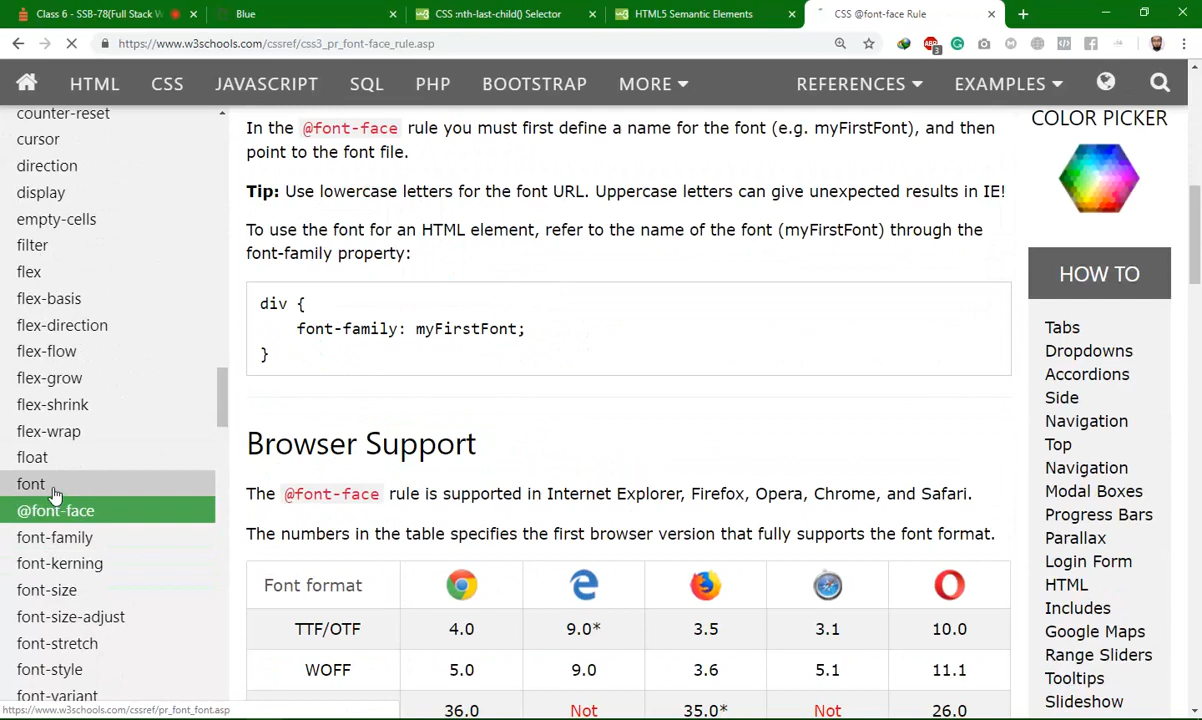 Class 6 - SSB-78(Full Stack W
Blue
CSS :nth-last-child() Selector
HTML5 Semantic Elements
CSS @font-face Rule
https://www.w3schools.com/cssref/css3_pr_font-face_rule.asp
HTML CSS JAVASCRIPT SQL PHP BOOTSTRAP MORE REFERENCES EXAMPLES
counter-reset
cursor
direction
display
empty-cells
filter
flex
flex-basis
flex-direction
flex-flow
flex-grow
flex-shrink
flex-wrap
float
font
@font-face
font-family
font-kerning
font-size
font-size-adjust
font-stretch
font-style
font-variant
https://www.w3schools.com/cssref/pr_font_font.asp
In the @font-face rule you must first define a name for the font (e.g. myFirstFont), and then
point to the font file.
Tip: Use lowercase letters for the font URL. Uppercase letters can give unexpected results in IE!
To use the font for an HTML element, refer to the name of the font (myFirstFont) through the
font-family property:
div {
font-family: myFirstFont;
}
Browser Support
The @font-face rule is supported in Internet Explorer, Firefox, Opera, Chrome, and Safari.
The numbers in the table specifies the first browser version that fully supports the font format.
Font format
TTF/OTF 4.0 9.0* 3.5 3.1 10.0
WOFF 5.0 9.0 3.6 5.1 11.1
36.0 Not 35.0* Not 26.0
COLOR PICKER
HOW TO
Tabs
Dropdowns
Accordions
Side
Navigation
Top
Navigation
Modal Boxes
Progress Bars
Parallax
Login Form
HTML
Includes
Google Maps
Range Sliders
Tooltips
Slideshow